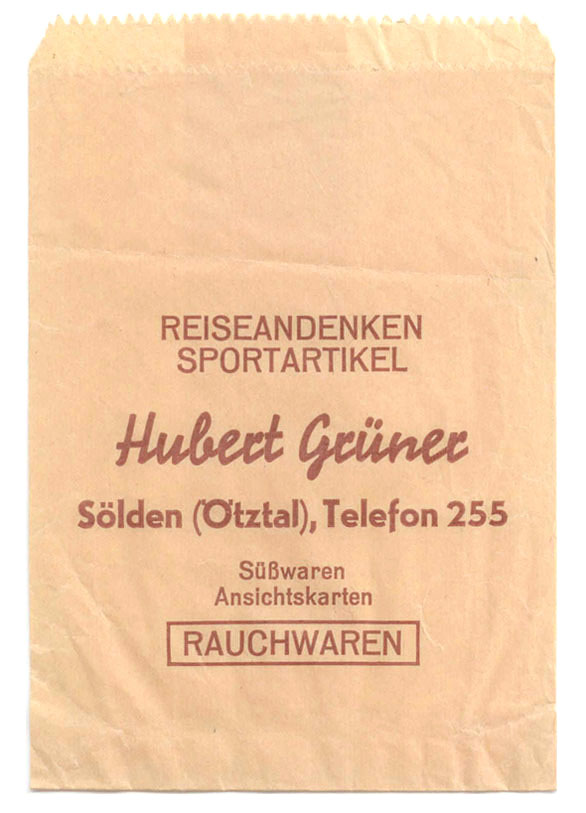 REISEANDENKEN
SPORTARTIKEL
Hubert Grüner
Sölden (Ötztal), Telefon 255
Süßwaren
Ansichtskarten
RAUCHWAREN